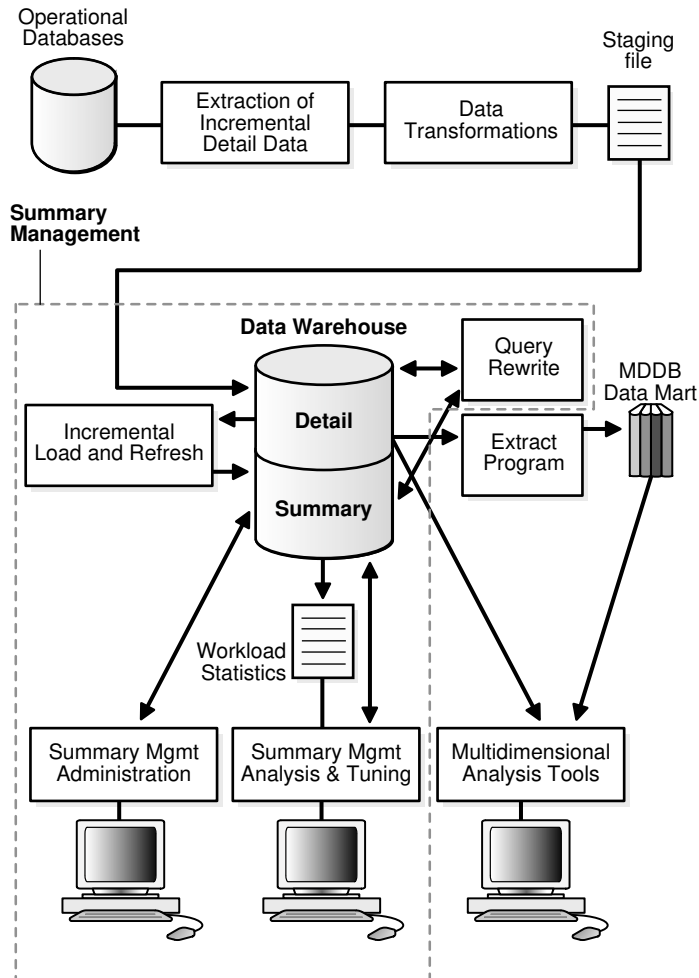 Operational
Databases
Extraction of
Incremental
Detail Data
Data
Transformations
Staging
file
Summary
Management
Data Warehouse
Detail
Summary
Query
Rewrite
MDDB
Data Mart
Incremental
Load and Refresh
Extract
Program
Workload
Statistics
Summary Mgmt
Administration
Summary Mgmt
Analysis & Tuning
Multidimensional
Analysis Tools